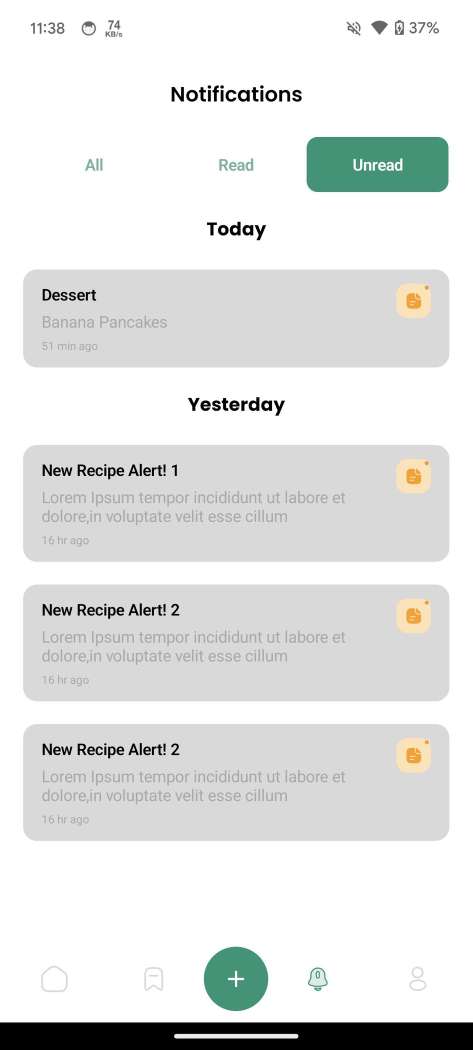 11:38 74 KB/s 37%
Notifications
All Read Unread
Today
Dessert
Banana Pancakes
51 min ago
Yesterday
New Recipe Alert! 1
Lorem Ipsum tempor incididunt ut labore et
dolore,in voluptate velit esse cillum
16 hr ago
New Recipe Alert! 2
Lorem Ipsum tempor incididunt ut labore et
dolore,in voluptate velit esse cillum
16 hr ago
New Recipe Alert! 2
Lorem Ipsum tempor incididunt ut labore et
dolore,in voluptate velit esse cillum
16 hr ago
0